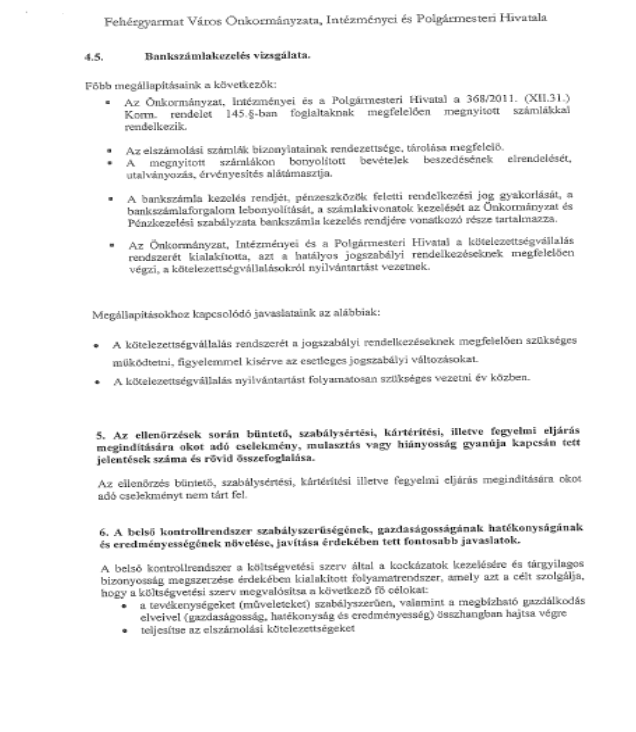 Fehérgyarmat Város Önkormányzata, Intézményei és Polgármesteri Hivatala
4.5. Bankszámlakezelés vizsgálata.
Főbb megállapításaink a következők:
▪ Az Önkormányzat, Intézményei és a Polgármesteri Hivatal a 368/2011. (XII.31.)
Korm. rendelet 145.§-ban foglaltaknak megfelelően megnyitott számlákkal
rendelkezik.
▪ Az elszámolási számlák bizonylatainak rendezettsége, tárolása megfelelő.
▪ A megnyitott számlákon bonyolított bevételek beszedésének elrendelését,
utalványozás, érvényesítés alátámasztja.
▪ A bankszámla kezelés rendjét, pénzeszközök feletti rendelkezési jog gyakorlását, a
bankszámlaforgalom lebonyolítását, a számlakivonatok kezelését az Önkormányzat és
Pénzkezelési szabályzata bankszámla kezelés rendjére vonatkozó része tartalmazza.
▪ Az Önkormányzat, Intézményei és a Polgármesteri Hivatal a kötelezettségvállalás
rendszerét kialakította, azt a hatályos jogszabályi rendelkezéseknek megfelelően
végzi, a kötelezettségvállalásokról nyilvántartást vezetnek.
Megállapításokhoz kapcsolódó javaslataink az alábbiak:
• A kötelezettségvállalás rendszerét a jogszabályi rendelkezéseknek megfelelően szükséges
működtetni, figyelemmel kísérve az esetleges jogszabályi változásokat.
• A kötelezettségvállalás nyilvántartást folyamatosan szükséges vezetni év közben.
5. Az ellenőrzések során büntető, szabálysértési, kártérítési, illetve fegyelmi eljárás
megindítására okot adó cselekmény, mulasztás vagy hiányosság gyanúja kapcsán tett
jelentések száma és rövid összefoglalása.
Az ellenőrzés büntető, szabálysértési, kártérítési illetve fegyelmi eljárás megindítására okot
adó cselekményt nem tárt fel.
6. A belső kontrollrendszer szabályszerűségének, gazdaságosságának hatékonyságának
és eredményességének növelése, javítása érdekében tett fontosabb javaslatok.
A belső kontrollrendszer a költségvetési szerv által a kockázatok kezelésére és tárgyilagos
bizonyosság megszerzése érdekében kialakított folyamatrendszer, amely azt a célt szolgálja,
hogy a költségvetési szerv megvalósítsa a következő fő célokat:
• a tevékenységeket (műveleteket) szabályszerűen, valamint a megbízható gazdálkodás
elveivel (gazdaságosság, hatékonyság és eredményesség) összhangban hajtsa végre
• teljesítse az elszámolási kötelezettségeket